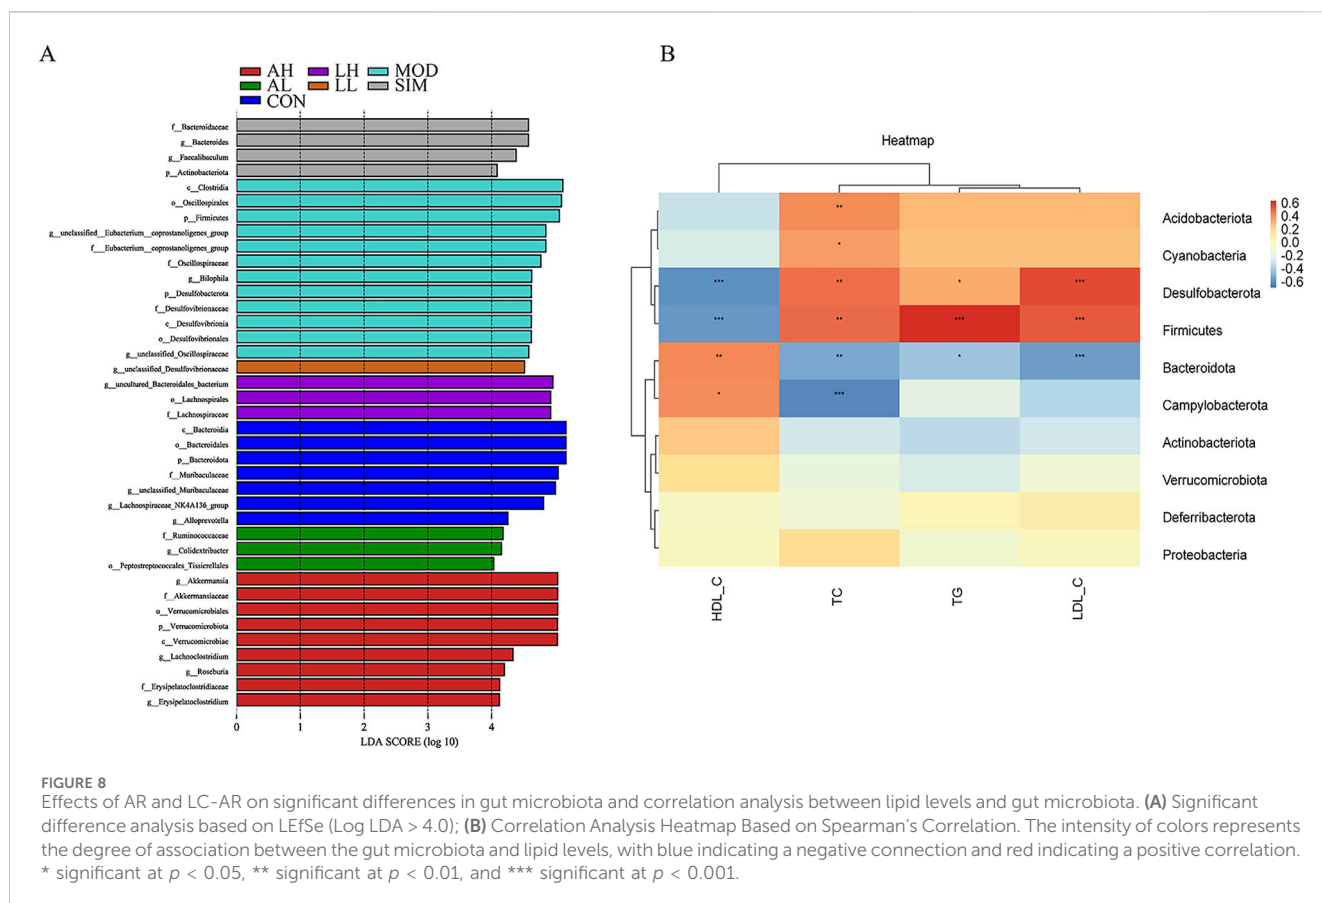 A
AH
LH
MOD
AL
LL
SIM
CON
f__Bacteroidaceae
g__Bacteroides
g__Faecalibaculum
p__Actinobacteriota
c__Clostridia
o__Oscillospirales
p__Firmicutes
g__unclassified__Eubacterium__coprostanoligenes_group
f__Eubacterium__coprostanoligenes_group
f__Oscillospiraceae
g__Bilophila
p__Desulfobacterota
f__Desulfovibrionaceae
c__Desulfovibrionia
o__Desulfovibrionales
g__unclassified_Oscillospiraceae
g__unclassified_Desulfovibrionaceae
g__uncultured_Bacteroidales_bacterium
o__Lachnospirales
f__Lachnospiraceae
c__Bacteroidia
o__Bacteroidales
p__Bacteroidota
f__Muribaculaceae
g__unclassified_Muribaculaceae
g__Lachnospiraceae_NK4A136_group
g__Alloprevotella
f__Ruminococcaceae
g__Colidextribacter
o__Peptostreptococcales_Tissierellales
g__Akkermansia
f__Akkermansiaceae
o__Verrucomicrobiales
p__Verrucomicrobiota
c__Verrucomicrobiae
g__Lachnoclostridium
g__Roseburia
f__Erysipelatoclostridiaceae
g__Erysipelatoclostridium
0 1 2 3 4
LDA SCORE (log 10)
B
Heatmap
0.6
0.4
0.2
0.0
-0.2
-0.4
-0.6
** Acidobacteriota
* Cyanobacteria
*** ** * *** Desulfobacterota
*** ** *** *** Firmicutes
** ** * *** Bacteroidota
* *** Campylobacterota
Actinobacteriota
Verrucomicrobiota
Deferribacterota
Proteobacteria
HDL_C
TC
TG
LDL_C
FIGURE 8
Effects of AR and LC-AR on significant differences in gut microbiota and correlation analysis between lipid levels and gut microbiota. (A) Significant
difference analysis based on LEfSe (Log LDA > 4.0); (B) Correlation Analysis Heatmap Based on Spearman's Correlation. The intensity of colors represents
the degree of association between the gut microbiota and lipid levels, with blue indicating a negative connection and red indicating a positive correlation.
* significant at p < 0.05, ** significant at p < 0.01, and *** significant at p < 0.001.